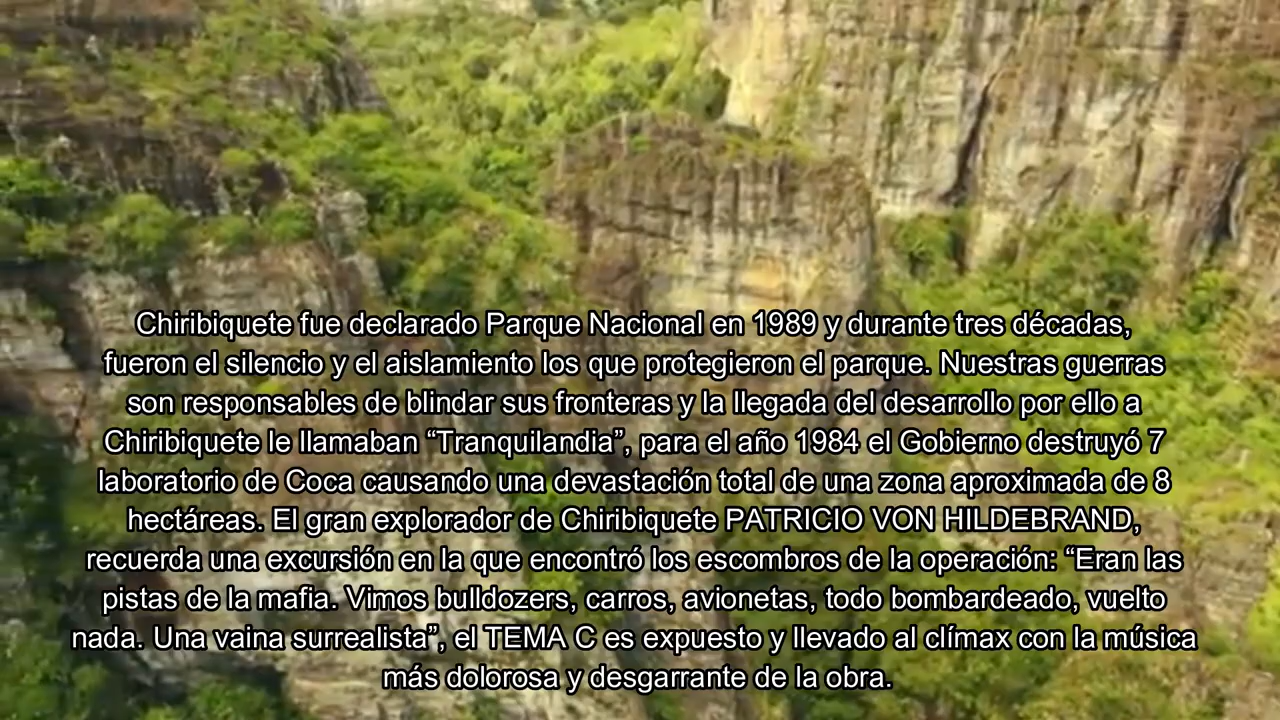 Chiribiquete fue declarado Parque Nacional en 1989 y durante tres décadas,
fueron el silencio y el aislamiento los que protegieron el parque. Nuestras guerras
son responsables de blindar sus fronteras y la llegada del desarrollo por ello a
Chiribiquete le llamaban “Tranquilandia”, para el año 1984 el Gobierno destruyó 7
laboratorio de Coca causando una devastación total de una zona aproximada de 8
hectáreas. El gran explorador de Chiribiquete PATRICIO VON HILDEBRAND,
recuerda una excursión en la que encontró los escombros de la operación: “Eran las
pistas de la mafia. Vimos bulldozers, carros, avionetas, todo bombardeado, vuelto
nada. Una vaina surrealista”, el TEMA C es expuesto y llevado al clímax con la música
más dolorosa y desgarrante de la obra.